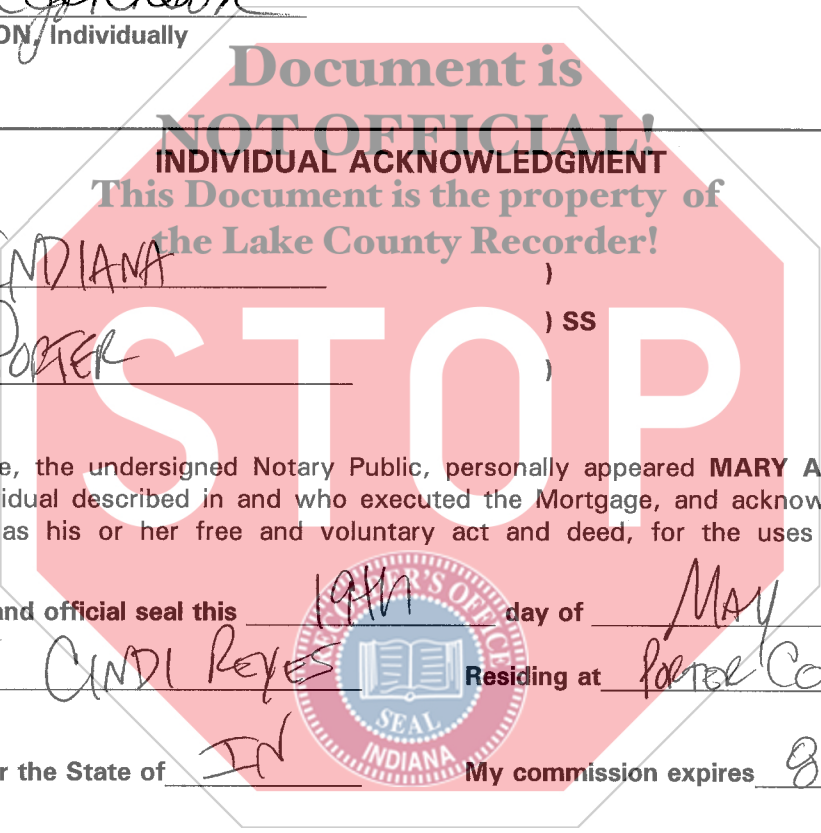 ON, Individually
Document is
NOT OFFICIAL!
INDIVIDUAL ACKNOWLEDGMENT
This Document is the property of
the Lake County Recorder!
INDIANA )
) SS
PORTER )
STOP
e, the undersigned Notary Public, personally appeared MARY A
idual described in and who executed the Mortgage, and acknow
as his or her free and voluntary act and deed, for the uses
and official seal this 19th day of MAY
CINDI REYES Residing at PORTER CO
r the State of IN My commission expires 8
RECORDER'S OFFICE
SEAL
INDIANA